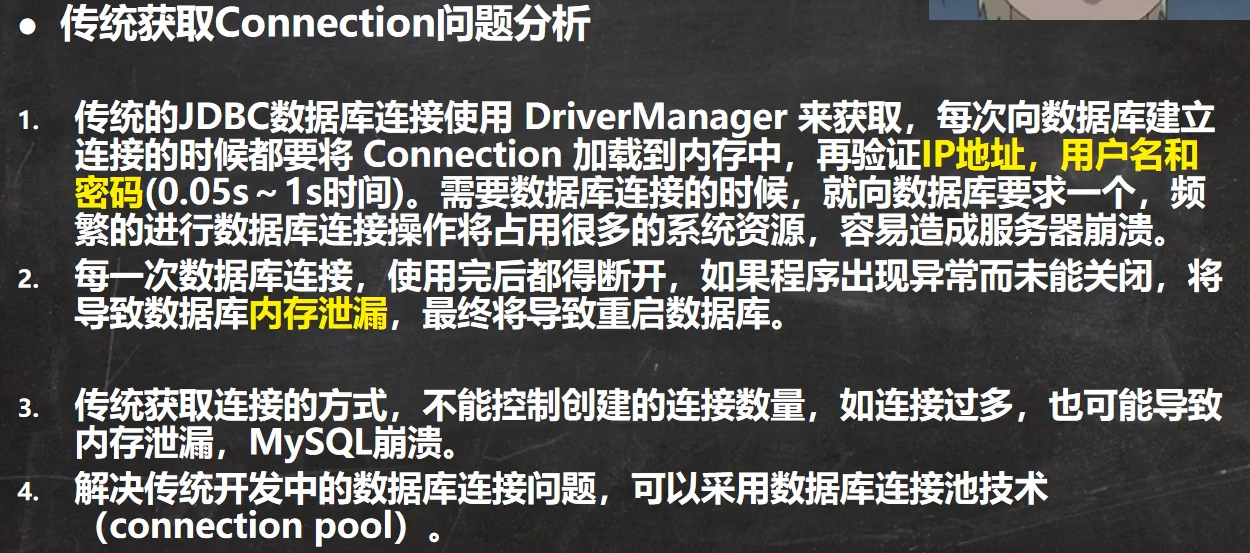 ● 传统获取Connection问题分析
1. 传统的JDBC数据库连接使用 DriverManager 来获取，每次向数据库建立
连接的时候都要将 Connection 加载到内存中，再验证IP地址，用户名和
密码(0.05s～1s时间)。需要数据库连接的时候，就向数据库要求一个，频
繁的进行数据库连接操作将占用很多的系统资源，容易造成服务器崩溃。
2. 每一次数据库连接，使用完后都得断开，如果程序出现异常而未能关闭，将
导致数据库内存泄漏，最终将导致重启数据库。
3. 传统获取连接的方式，不能控制创建的连接数量，如连接过多，也可能导致
内存泄漏，MySQL崩溃。
4. 解决传统开发中的数据库连接问题，可以采用数据库连接池技术
（connection pool）。